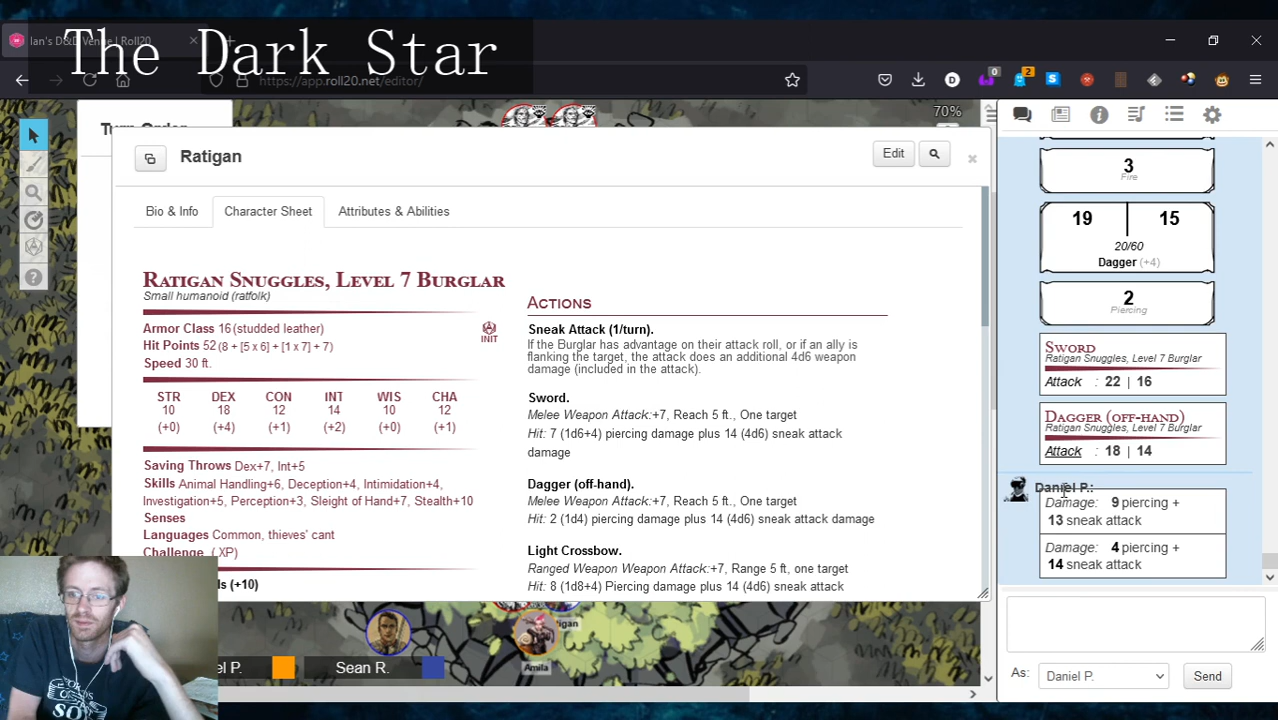 Ian's D&D Venue | Roll20
The Dark Star
https://app.roll20.net/editor/
0
2
70%
Ratigan
Edit
Bio & Info
Character Sheet
Attributes & Abilities
Ratigan Snuggles, Level 7 Burglar
Small humanoid (ratfolk)
Armor Class 16 (studded leather)
Hit Points 52 (8 + [5 x 6] + [1 x 7] + 7)
Speed 30 ft.
INIT
STR DEX CON INT WIS CHA
10 18 12 14 10 12
(+0) (+4) (+1) (+2) (+0) (+1)
Saving Throws Dex+7, Int+5
Skills Animal Handling+6, Deception+4, Intimidation+4,
Investigation+5, Perception+3, Sleight of Hand+7, Stealth+10
Senses
Languages Common, thieves' cant
Challenge (XP)
(+10)
Actions
Sneak Attack (1/turn).
If the Burglar has advantage on their attack roll, or if an ally is
flanking the target, the attack does an additional 4d6 weapon
damage (included in the attack).
Sword.
Melee Weapon Attack:+7, Reach 5 ft., One target
Hit: 7 (1d6+4) piercing damage plus 14 (4d6) sneak attack
damage
Dagger (off-hand).
Melee Weapon Attack:+7, Reach 5 ft., One target
Hit: 2 (1d4) piercing damage plus 14 (4d6) sneak attack damage
Light Crossbow.
Ranged Weapon Weapon Attack:+7, Range 5 ft, one target
Hit: 8 (1d8+4) Piercing damage plus 14 (4d6) sneak attack
Amila
Sean R.
3
Fire
19 15
20/60
Dagger (+4)
2
Piercing
Sword
Ratigan Snuggles, Level 7 Burglar
Attack : 22 | 16
Dagger (off-hand)
Ratigan Snuggles, Level 7 Burglar
Attack : 18 | 14
Daniel P.:
Damage: 9 piercing +
13 sneak attack
Damage: 4 piercing +
14 sneak attack
As:
Daniel P.
Send